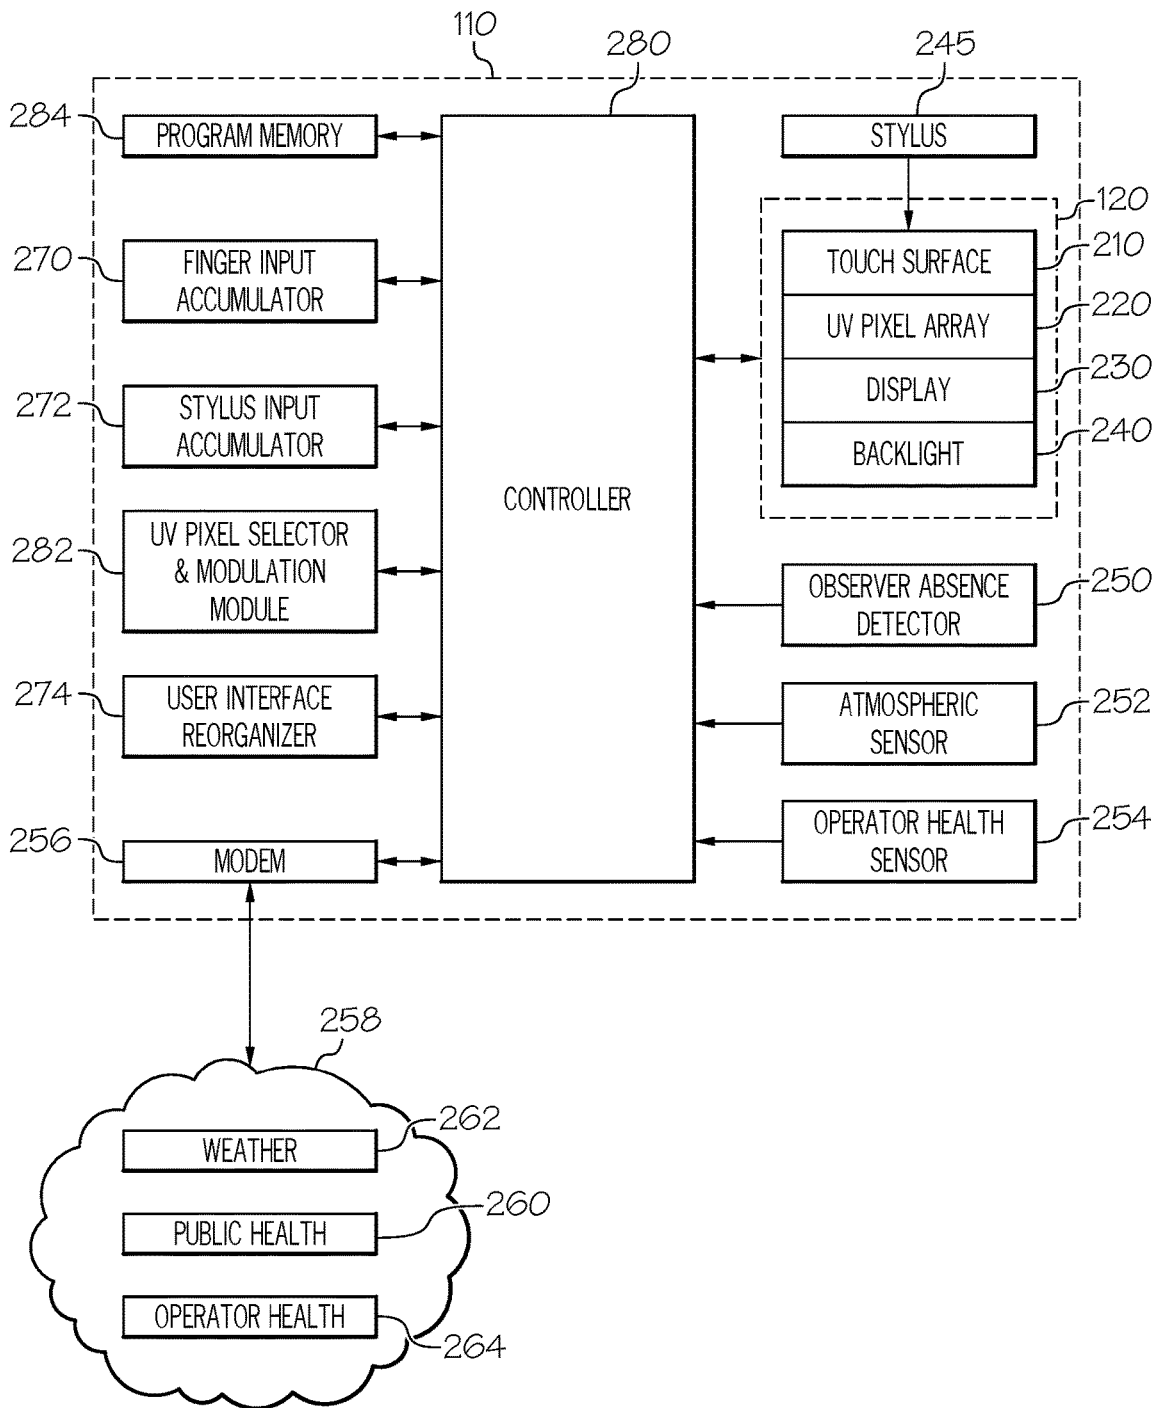 110
280
245
284
PROGRAM MEMORY
STYLUS
120
270
FINGER INPUT
ACCUMULATOR
TOUCH SURFACE
210
UV PIXEL ARRAY
220
DISPLAY
230
BACKLIGHT
240
272
STYLUS INPUT
ACCUMULATOR
CONTROLLER
282
UV PIXEL SELECTOR
& MODULATION
MODULE
OBSERVER ABSENCE
DETECTOR
250
274
USER INTERFACE
REORGANIZER
ATMOSPHERIC
SENSOR
252
256
MODEM
OPERATOR HEALTH
SENSOR
254
258
WEATHER
262
PUBLIC HEALTH
260
OPERATOR HEALTH
264